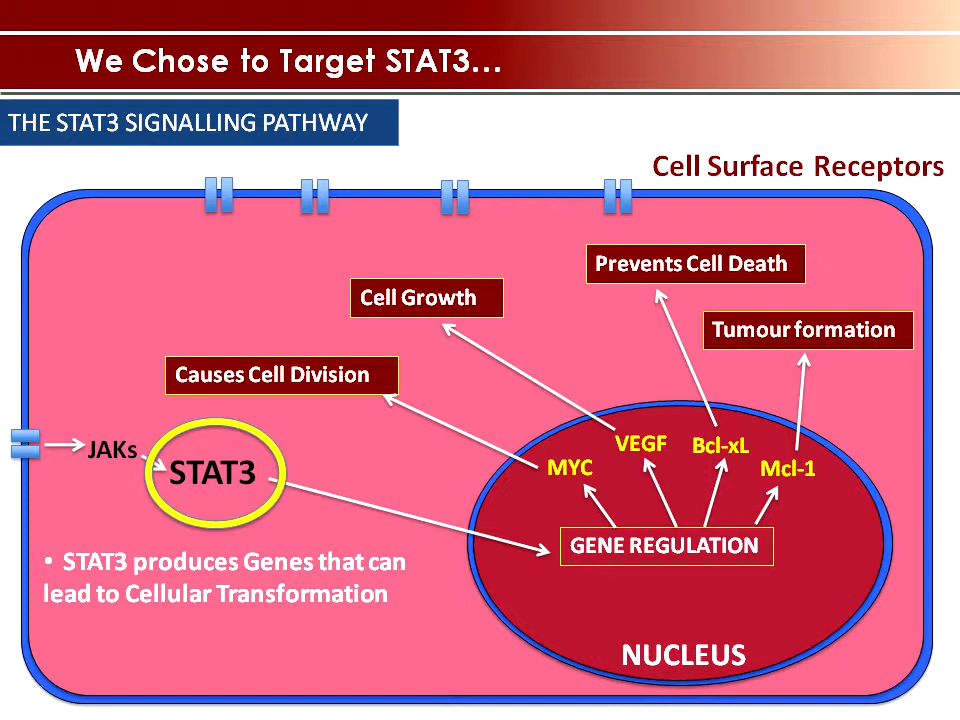 We Chose to Target STAT3...
THE STAT3 SIGNALLING PATHWAY
Cell Surface Receptors
Prevents Cell Death
Cell Growth
Tumour formation
Causes Cell Division
JAKs
STAT3
MYC
VEGF
Bcl-xL
Mcl-1
GENE REGULATION
• STAT3 produces Genes that can
lead to Cellular Transformation
NUCLEUS